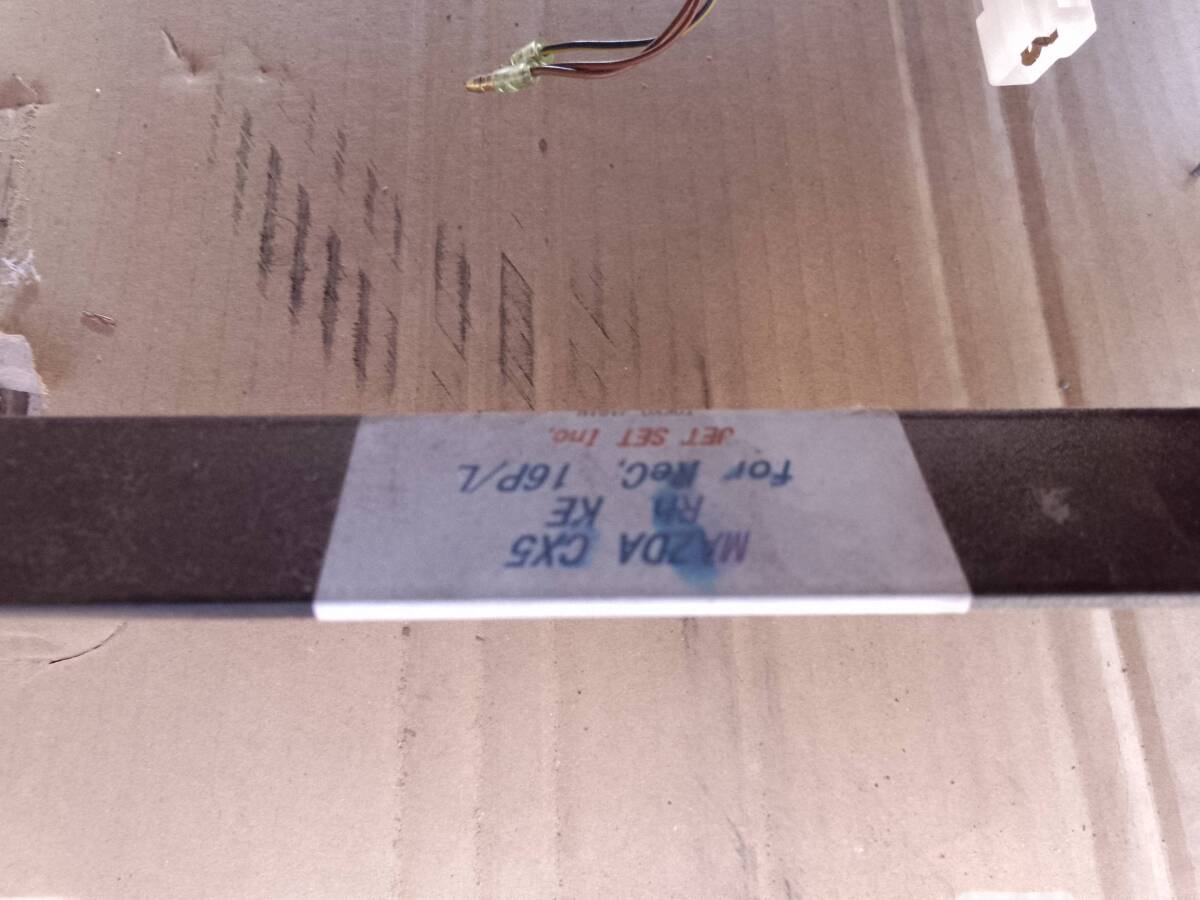 MAZDA CX5
RH KE
for ReC, 16P/L
JET SET Inc.